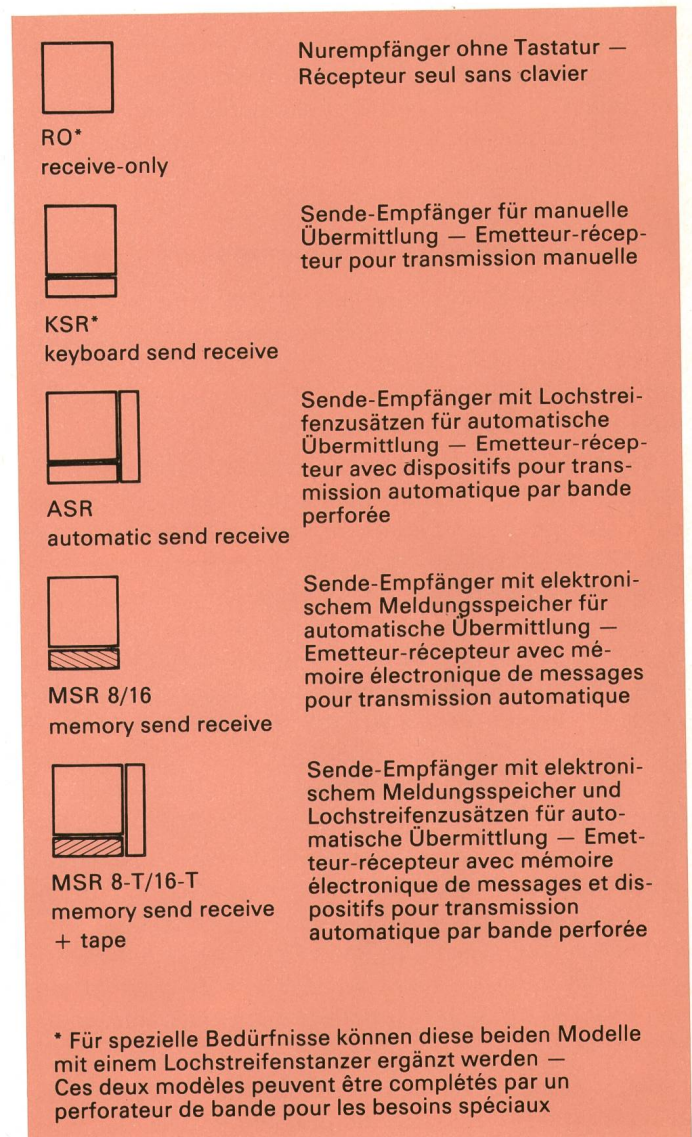 Nurempfänger ohne Tastatur —
Récepteur seul sans clavier
RO*
receive-only
Sende-Empfänger für manuelle
Übermittlung — Emetteur-récep-
teur pour transmission manuelle
KSR*
keyboard send receive
Sende-Empfänger mit Lochstrei-
fenzusätzen für automatische
Übermittlung — Emetteur-récep-
teur avec dispositifs pour trans-
mission automatique par bande
perforée
ASR
automatic send receive
Sende-Empfänger mit elektroni-
schem Meldungsspeicher für
automatische Übermittlung —
Emetteur-récepteur avec mé-
moire électronique de messages
pour transmission automatique
MSR 8/16
memory send receive
Sende-Empfänger mit elektroni-
schem Meldungsspeicher und
Lochstreifenzusätzen für auto-
matische Übermittlung — Emet-
teur-récepteur avec mémoire
électronique de messages et dis-
positifs pour transmission
automatique par bande perforée
MSR 8-T/16-T
memory send receive
+ tape
* Für spezielle Bedürfnisse können diese beiden Modelle
mit einem Lochstreifenstanzer ergänzt werden —
Ces deux modèles peuvent être complétés par un
perforateur de bande pour les besoins spéciaux